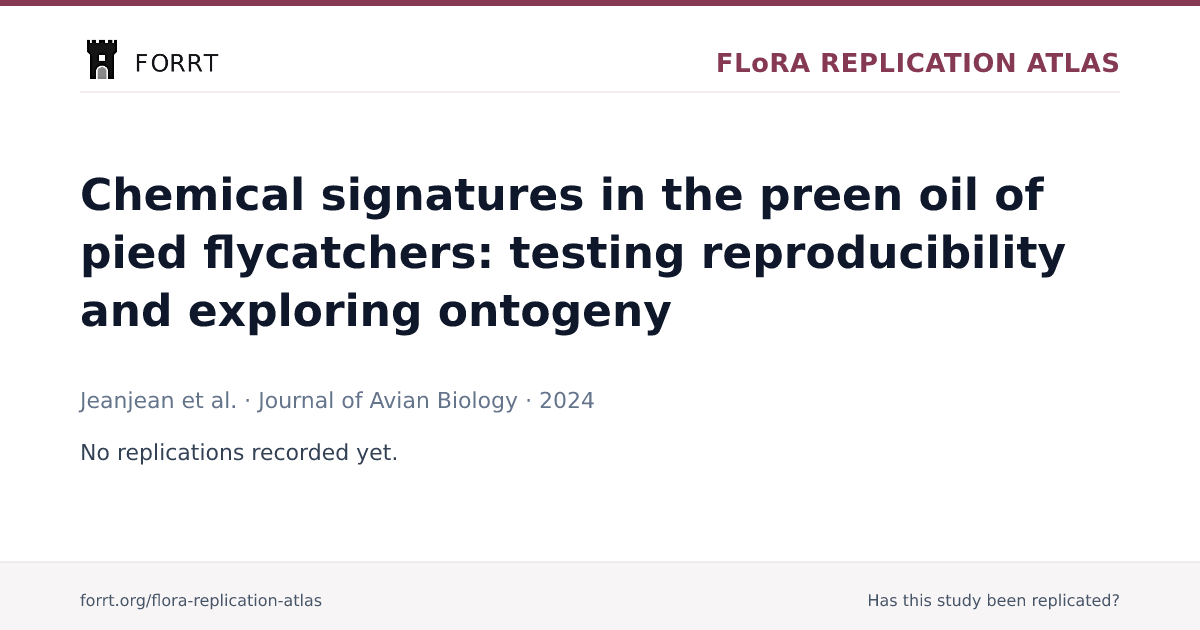 FORRT
FLoRA REPLICATION ATLAS
Chemical signatures in the preen oil of
pied flycatchers: testing reproducibility
and exploring ontogeny
Jeanjean et al. · Journal of Avian Biology · 2024
No replications recorded yet.
forrt.org/flora-replication-atlas
Has this study been replicated?